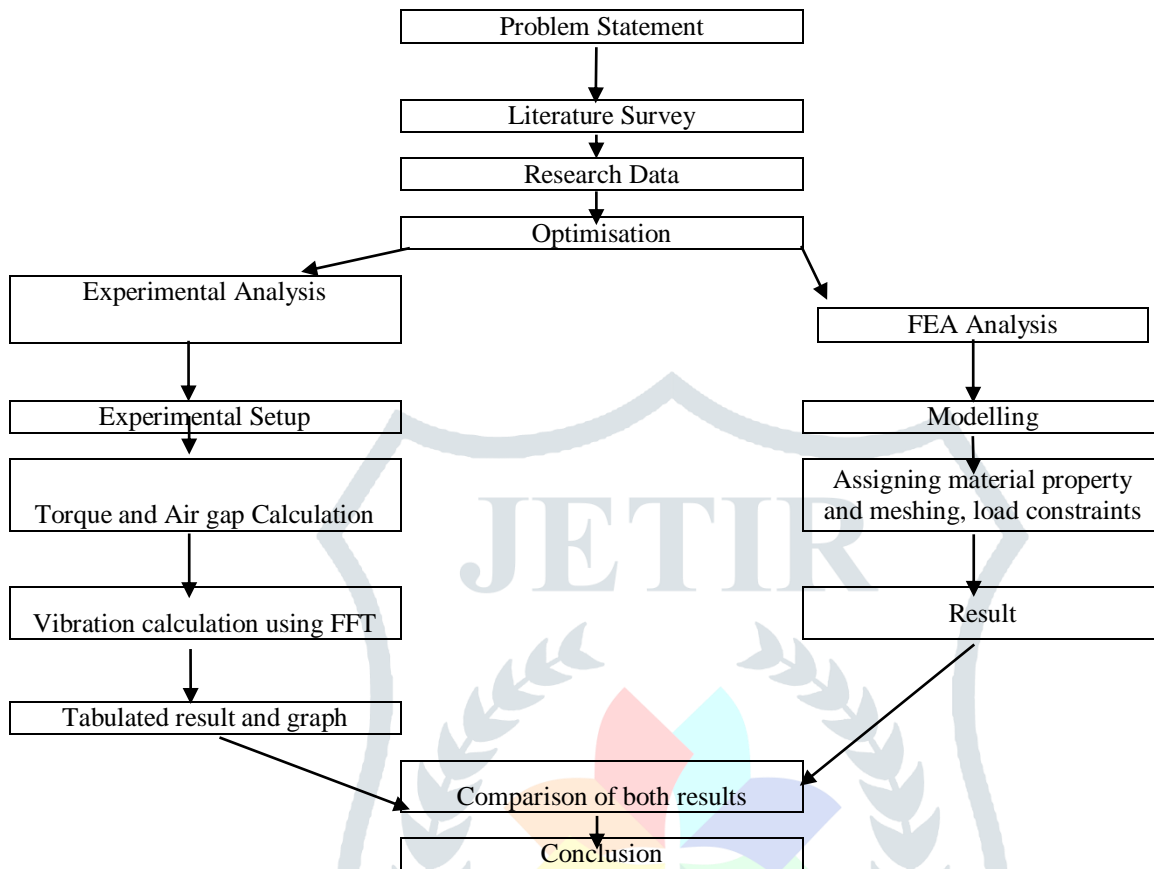 Problem Statement
Literature Survey
Research Data
Optimisation
Experimental Analysis
FEA Analysis
Experimental Setup
Modelling
Torque and Air gap Calculation
Assigning material property
and meshing, load constraints
JETIR
Vibration calculation using FFT
Result
Tabulated result and graph
Comparison of both results
Conclusion